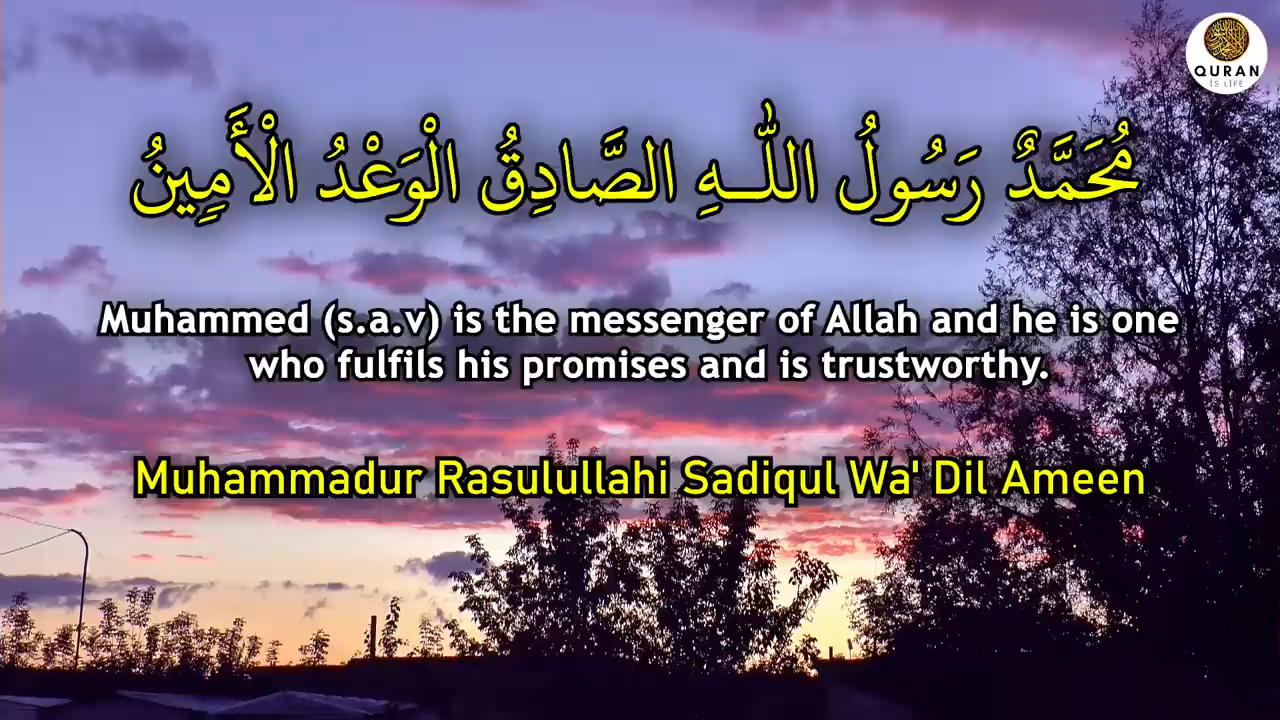 QURAN
IS LIFE
مُحَمَّدٌ رَسُولُ اللّٰـهِ الصَّادِقُ الْوَعْدُ الْأَمِينُ
Muhammed (s.a.v) is the messenger of Allah and he is one
who fulfils his promises and is trustworthy.
Muhammadur Rasulullahi Sadiqul Wa' Dil Ameen